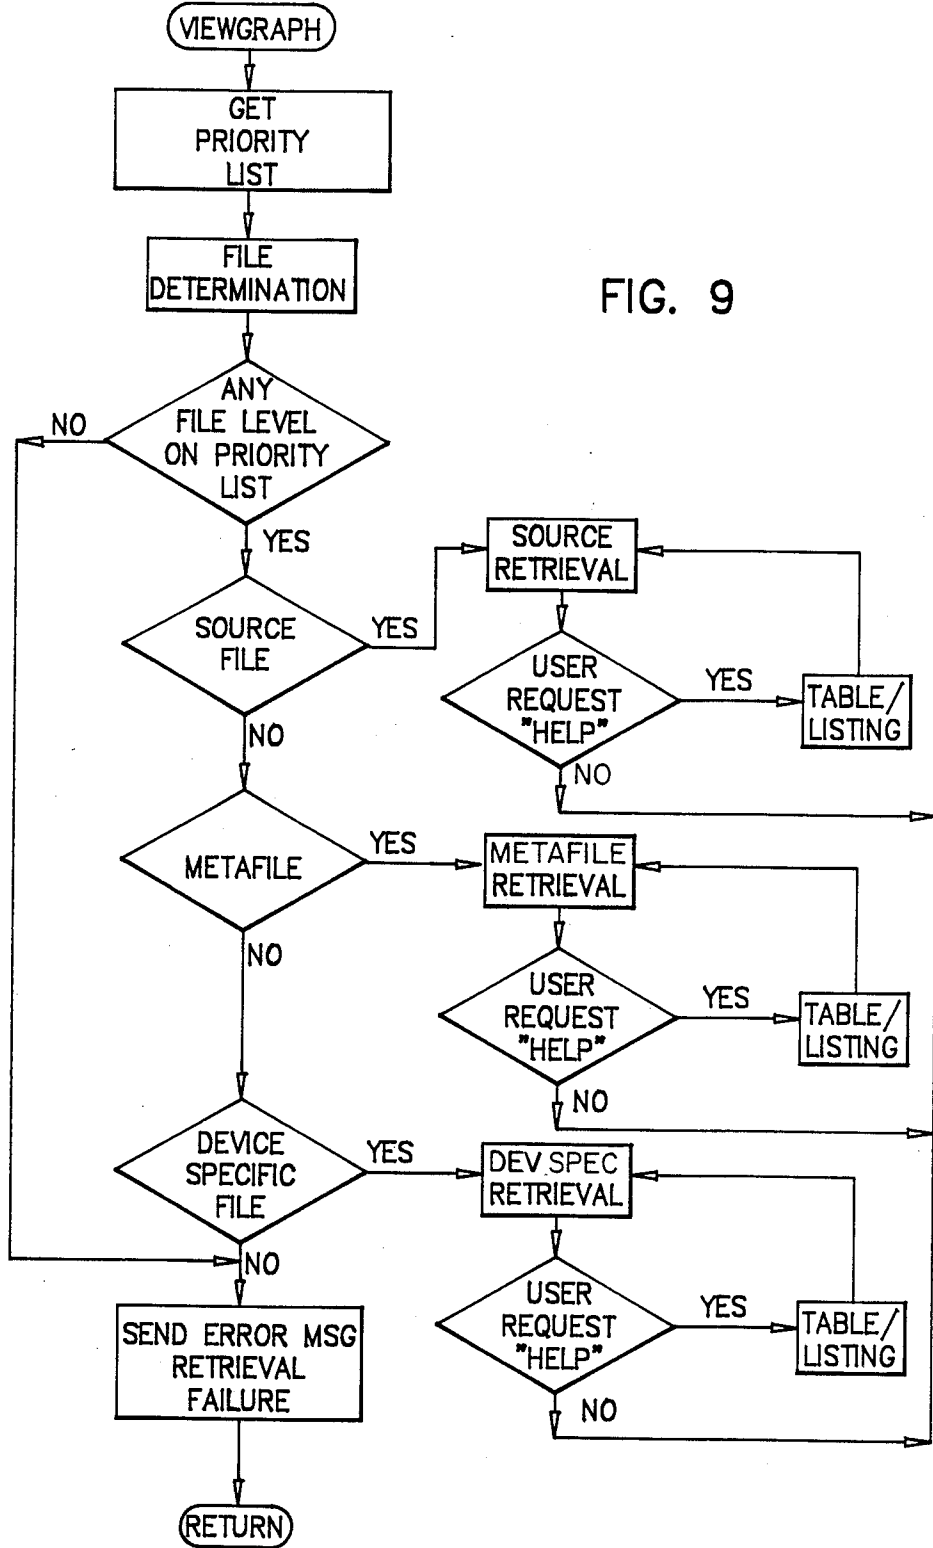 VIEWGRAPH
GET
PRIORITY
LIST
FILE
DETERMINATION
FIG. 9
ANY
FILE LEVEL
ON PRIORITY
LIST
NO
YES
SOURCE
FILE
YES
NO
SOURCE
RETRIEVAL
USER
REQUEST
"HELP"
YES
NO
TABLE/
LISTING
METAFILE
YES
NO
METAFILE
RETRIEVAL
USER
REQUEST
"HELP"
YES
NO
TABLE/
LISTING
DEVICE
SPECIFIC
FILE
YES
NO
DEV SPEC
RETRIEVAL
USER
REQUEST
"HELP"
YES
NO
TABLE/
LISTING
SEND ERROR MSG
RETRIEVAL
FAILURE
RETURN